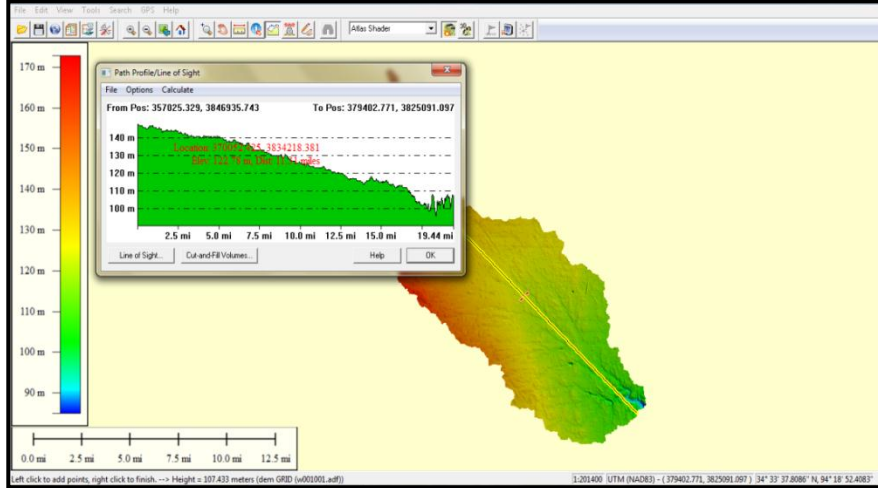 File Edit View Tools Search GPS Help
Atlas Shader
170 m
160 m
150 m
140 m
130 m
120 m
110 m
100 m
90 m
Path Profile/Line of Sight
File Options Calculate
From Pos: 357025.329, 3846935.743 To Pos: 379402.771, 3825091.097
140 m
130 m
120 m
110 m
100 m
2.5 mi 5.0 mi 7.5 mi 10.0 mi 12.5 mi 15.0 mi 19.44 mi
Line of Sight... Cut-and-Fill Volumes... Help OK
0.0 mi 2.5 mi 5.0 mi 7.5 mi 10.0 mi 12.5 mi
Left click to add points, right click to finish. --> Height = 107.433 meters (dem GRID (w001001.adf)) 1:201400 UTM (NAD83) - ( 379402.771, 3825091.097 ) 34° 33' 37.8086" N, 94° 18' 52.4083"